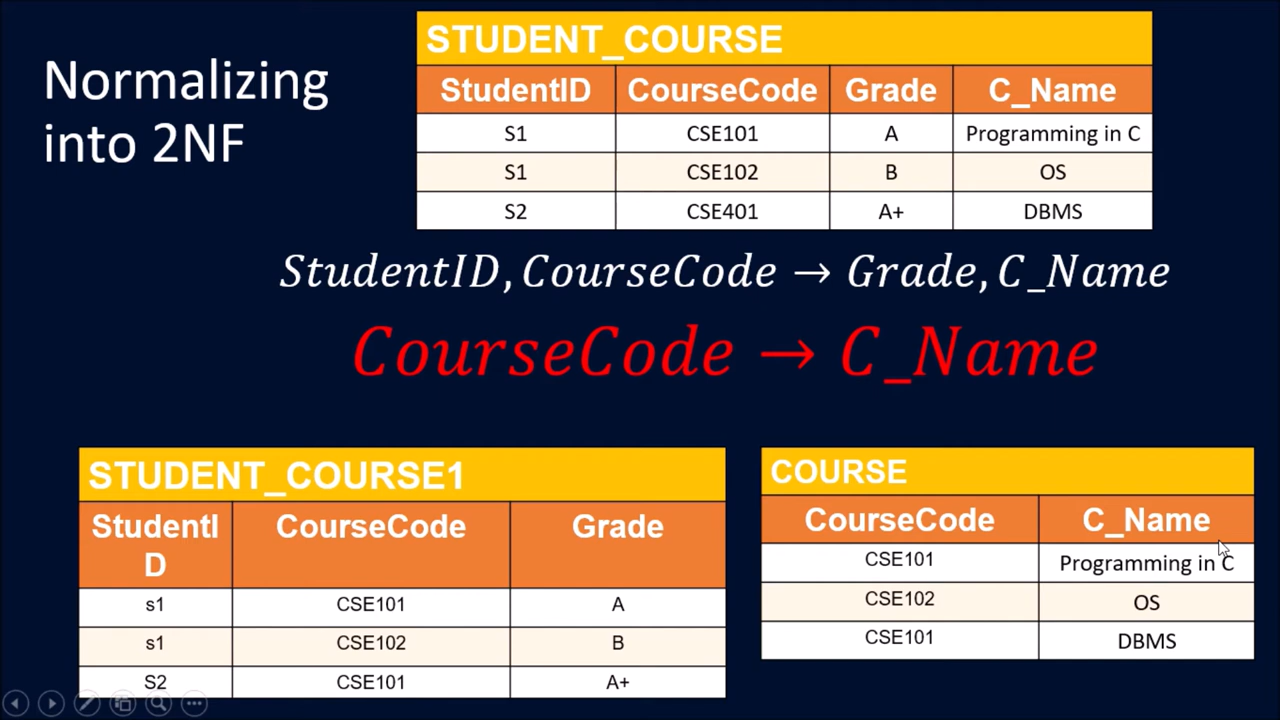 Normalizing
into 2NF
STUDENT_COURSE
StudentID CourseCode Grade C_Name
S1 CSE101 A Programming in C
S1 CSE102 B OS
S2 CSE401 A+ DBMS
StudentID, CourseCode → Grade, C_Name
CourseCode → C_Name
STUDENT_COURSE1
StudentI
D CourseCode Grade
s1 CSE101 A
s1 CSE102 B
S2 CSE101 A+
COURSE
CourseCode C_Name
CSE101 Programming in C
CSE102 OS
CSE101 DBMS